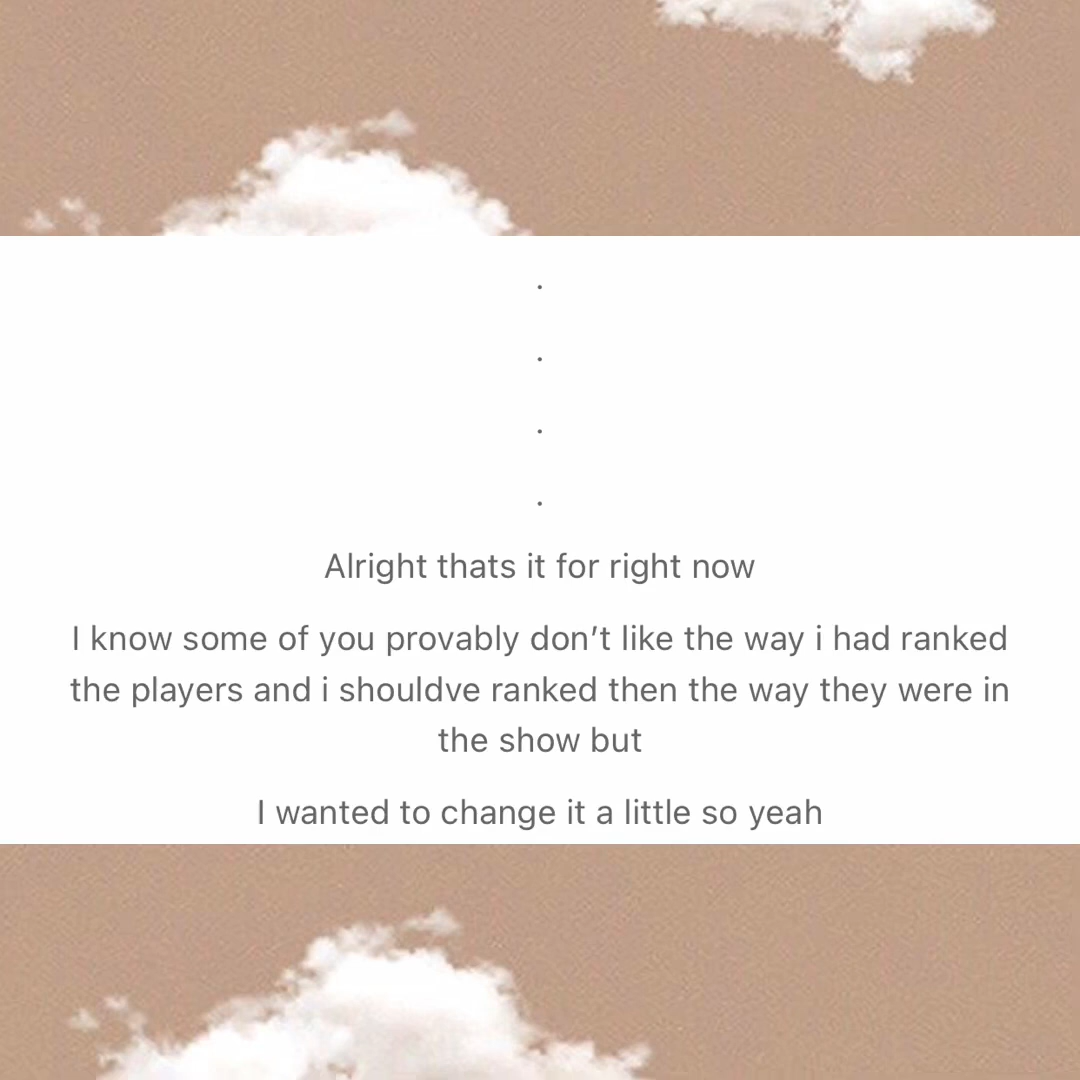 .
.
.
.
Alright thats it for right now
I know some of you provably don’t like the way i had ranked
the players and i shouldve ranked then the way they were in
the show but
I wanted to change it a little so yeah